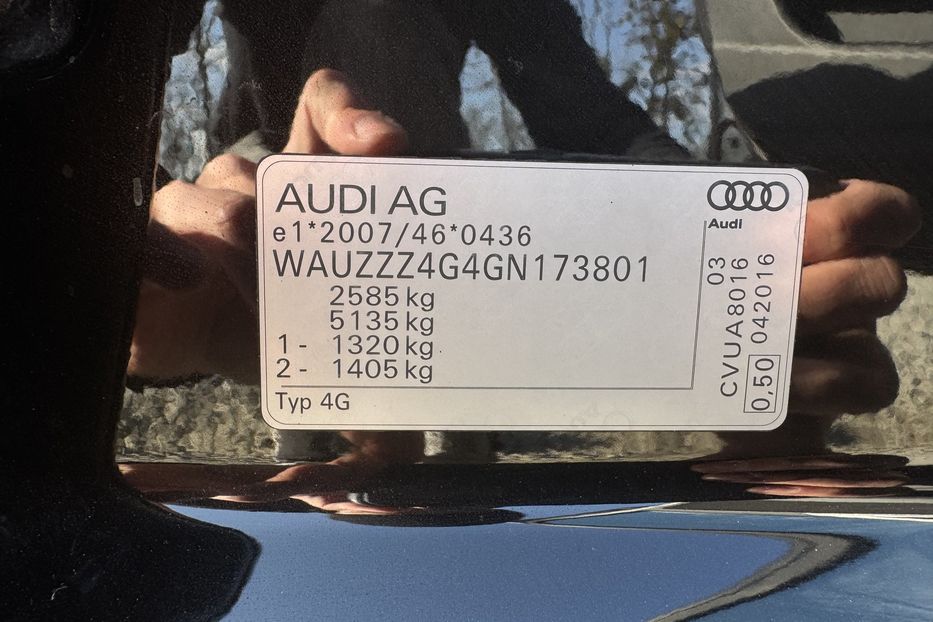 AUDI AG
e1*2007/46*0436
WAUZZZ4G4GN173801
2585 kg
5135 kg
1 - 1320 kg
2 - 1405 kg
Typ 4G
Audi
CVUA8016 03
0,50 042016